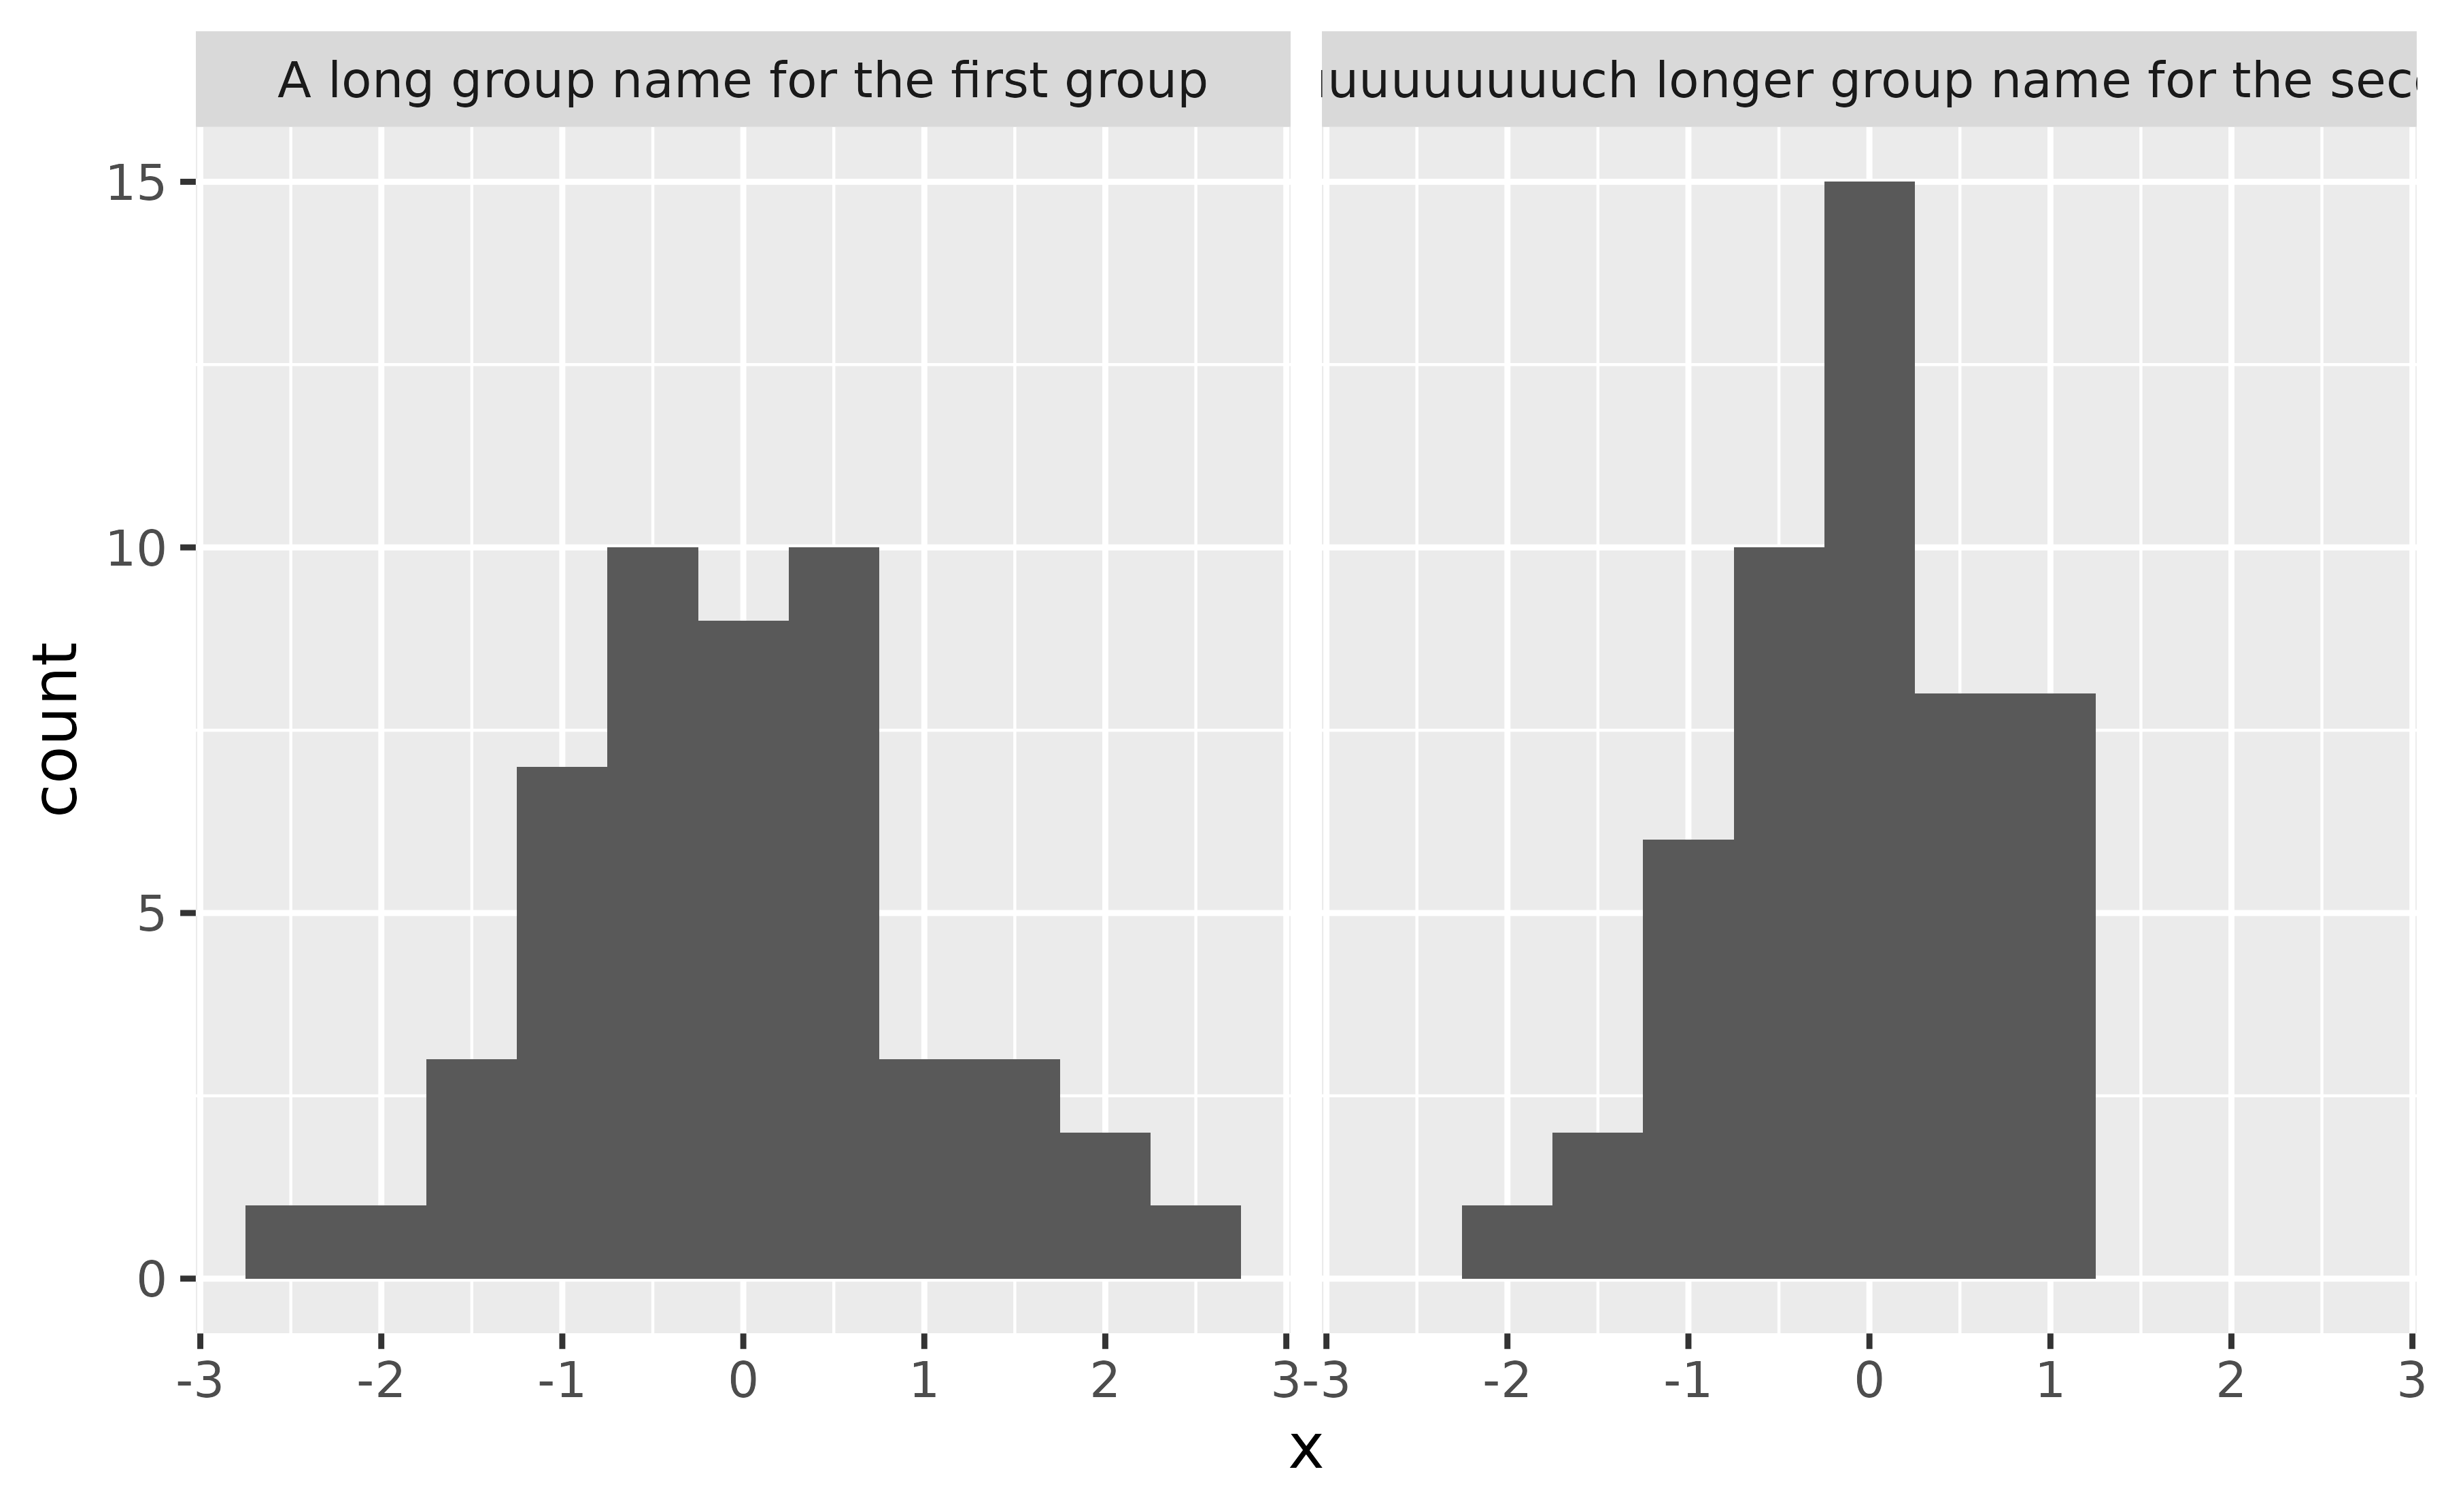 A long group name for the first group
uuuuuuuuuch longer group name for the
15
10
5
0
count
-3 -2 -1 0 1 2 3
-3 -2 -1 0 1 2 3
x